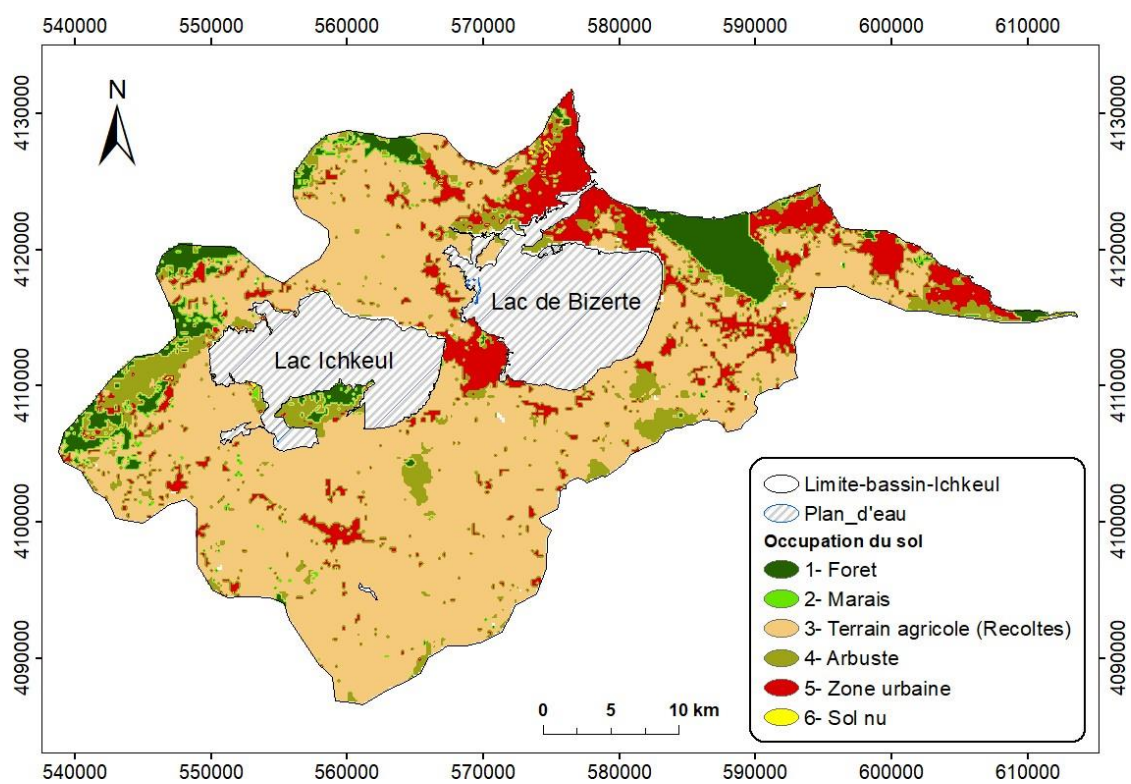 540000 550000 560000 570000 580000 590000 600000 610000
N
4130000 4130000
4120000 4120000
Lac de Bizerte
Lac Ichkeul
4110000 4110000
4100000 4100000
4090000 4090000
Limite-bassin-Ichkeul
Plan_d'eau
Occupation du sol
1- Foret
2- Marais
3- Terrain agricole (Recoltes)
4- Arbuste
5- Zone urbaine
6- Sol nu
0 5 10 km
540000 550000 560000 570000 580000 590000 600000 610000